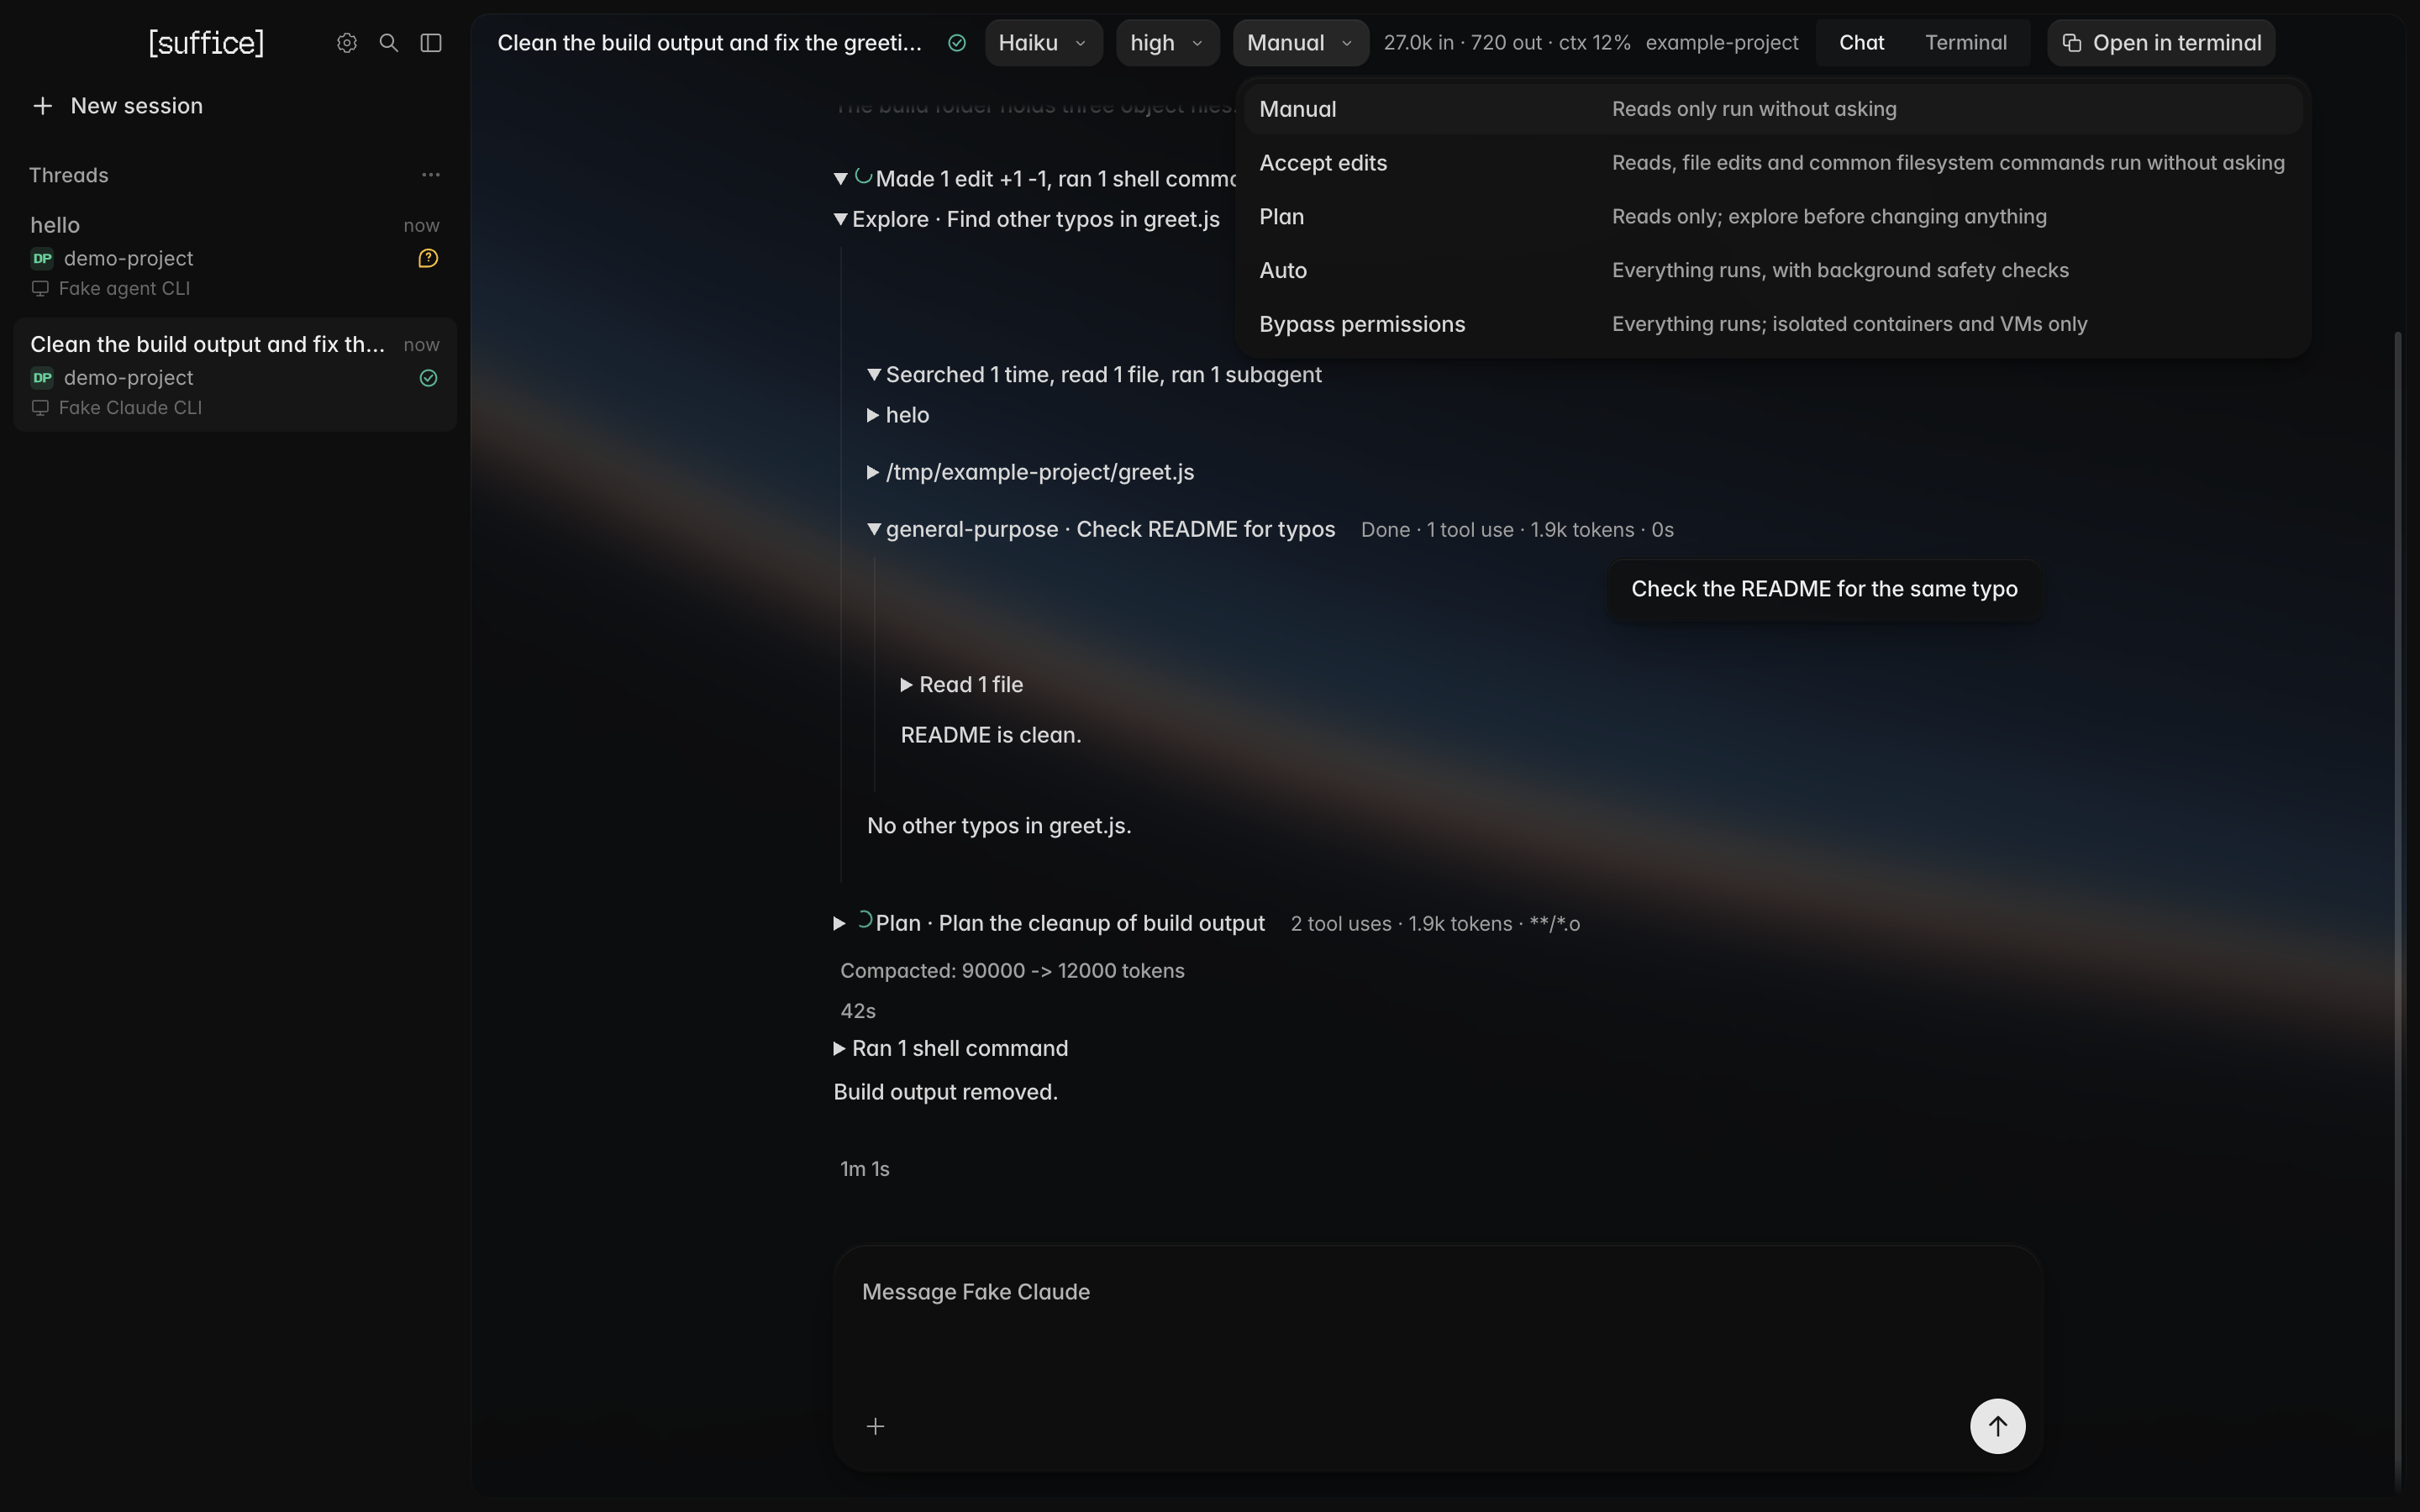 [suffice]
New session
Threads
hello now
DP demo-project
Fake agent CLI
Clean the build output and fix th... now
DP demo-project
Fake Claude CLI
Clean the build output and fix the greeti... Haiku high Manual 27.0k in · 720 out · ctx 12% example-project Chat Terminal Open in terminal
Manual Reads only run without asking
Accept edits Reads, file edits and common filesystem commands run without asking
Plan Reads only; explore before changing anything
Auto Everything runs, with background safety checks
Bypass permissions Everything runs; isolated containers and VMs only
The build folder holds three object files.
Made 1 edit +1 -1, ran 1 shell
Explore · Find other typos in greet.js
Searched 1 time, read 1 file, ran 1 subagent
helo
/tmp/example-project/greet.js
general-purpose · Check README for typos Done · 1 tool use · 1.9k tokens · 0s
Check the README for the same typo
Read 1 file
README is clean.
No other typos in greet.js.
Plan · Plan the cleanup of build output 2 tool uses · 1.9k tokens · **/*.o
Compacted: 90000 -> 12000 tokens
42s
Ran 1 shell command
Build output removed.
1m 1s
Message Fake Claude